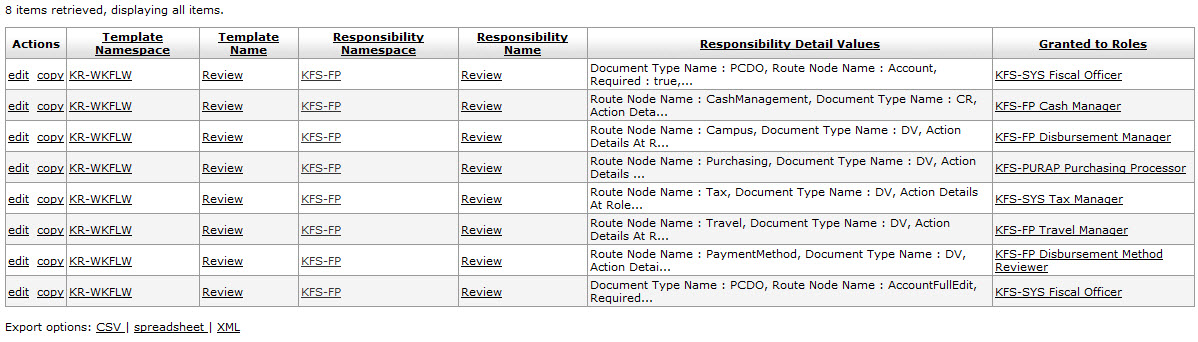 8 items retrieved, displaying all items.
Actions Template Namespace Template Name Responsibility Namespace Responsibility Name Responsibility Detail Values Granted to Roles
edit copy KR-WKFLW Review KFS-FP Review Document Type Name : PCDO, Route Node Name : Account, Required : true,... KFS-SYS Fiscal Officer
edit copy KR-WKFLW Review KFS-FP Review Route Node Name : CashManagement, Document Type Name : CR, Action Deta... KFS-FP Cash Manager
edit copy KR-WKFLW Review KFS-FP Review Route Node Name : Campus, Document Type Name : DV, Action Details At R... KFS-FP Disbursement Manager
edit copy KR-WKFLW Review KFS-FP Review Route Node Name : Purchasing, Document Type Name : DV, Action Details ... KFS-PURAP Purchasing Processor
edit copy KR-WKFLW Review KFS-FP Review Route Node Name : Tax, Document Type Name : DV, Action Details At Role... KFS-SYS Tax Manager
edit copy KR-WKFLW Review KFS-FP Review Route Node Name : Travel, Document Type Name : DV, Action Details At R... KFS-FP Travel Manager
edit copy KR-WKFLW Review KFS-FP Review Route Node Name : PaymentMethod, Document Type Name : DV, Action Detai... KFS-FP Disbursement Method Reviewer
edit copy KR-WKFLW Review KFS-FP Review Document Type Name : PCDO, Route Node Name : AccountFullEdit, Required... KFS-SYS Fiscal Officer
Export options: CSV | spreadsheet | XML